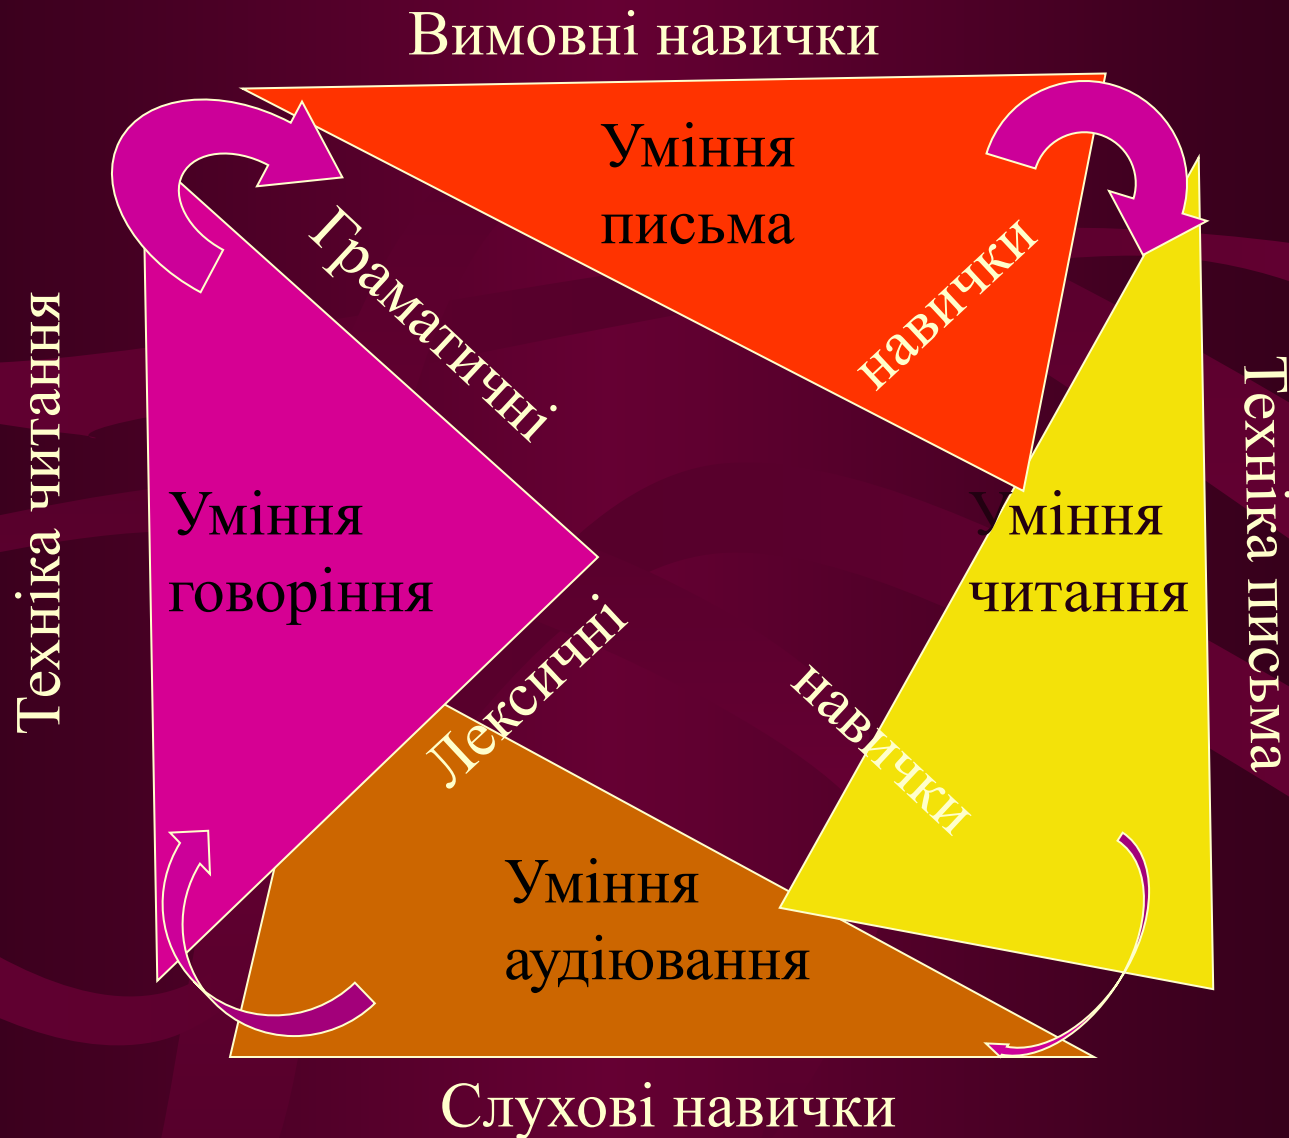 Вимовні навички
Уміння
письма
Граматичні
навички
Техніка читання
Техніка письма
Уміння
говоріння
Уміння
читання
Лексичні
навички
Уміння
аудіювання
Слухові навички